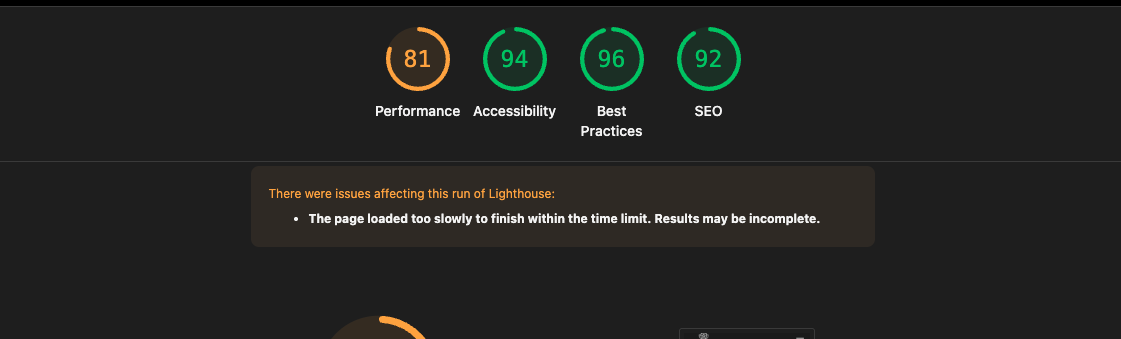 81
94
96
92
Performance
Accessibility
Best
Practices
SEO
There were issues affecting this run of Lighthouse:
• The page loaded too slowly to finish within the time limit. Results may be incomplete.